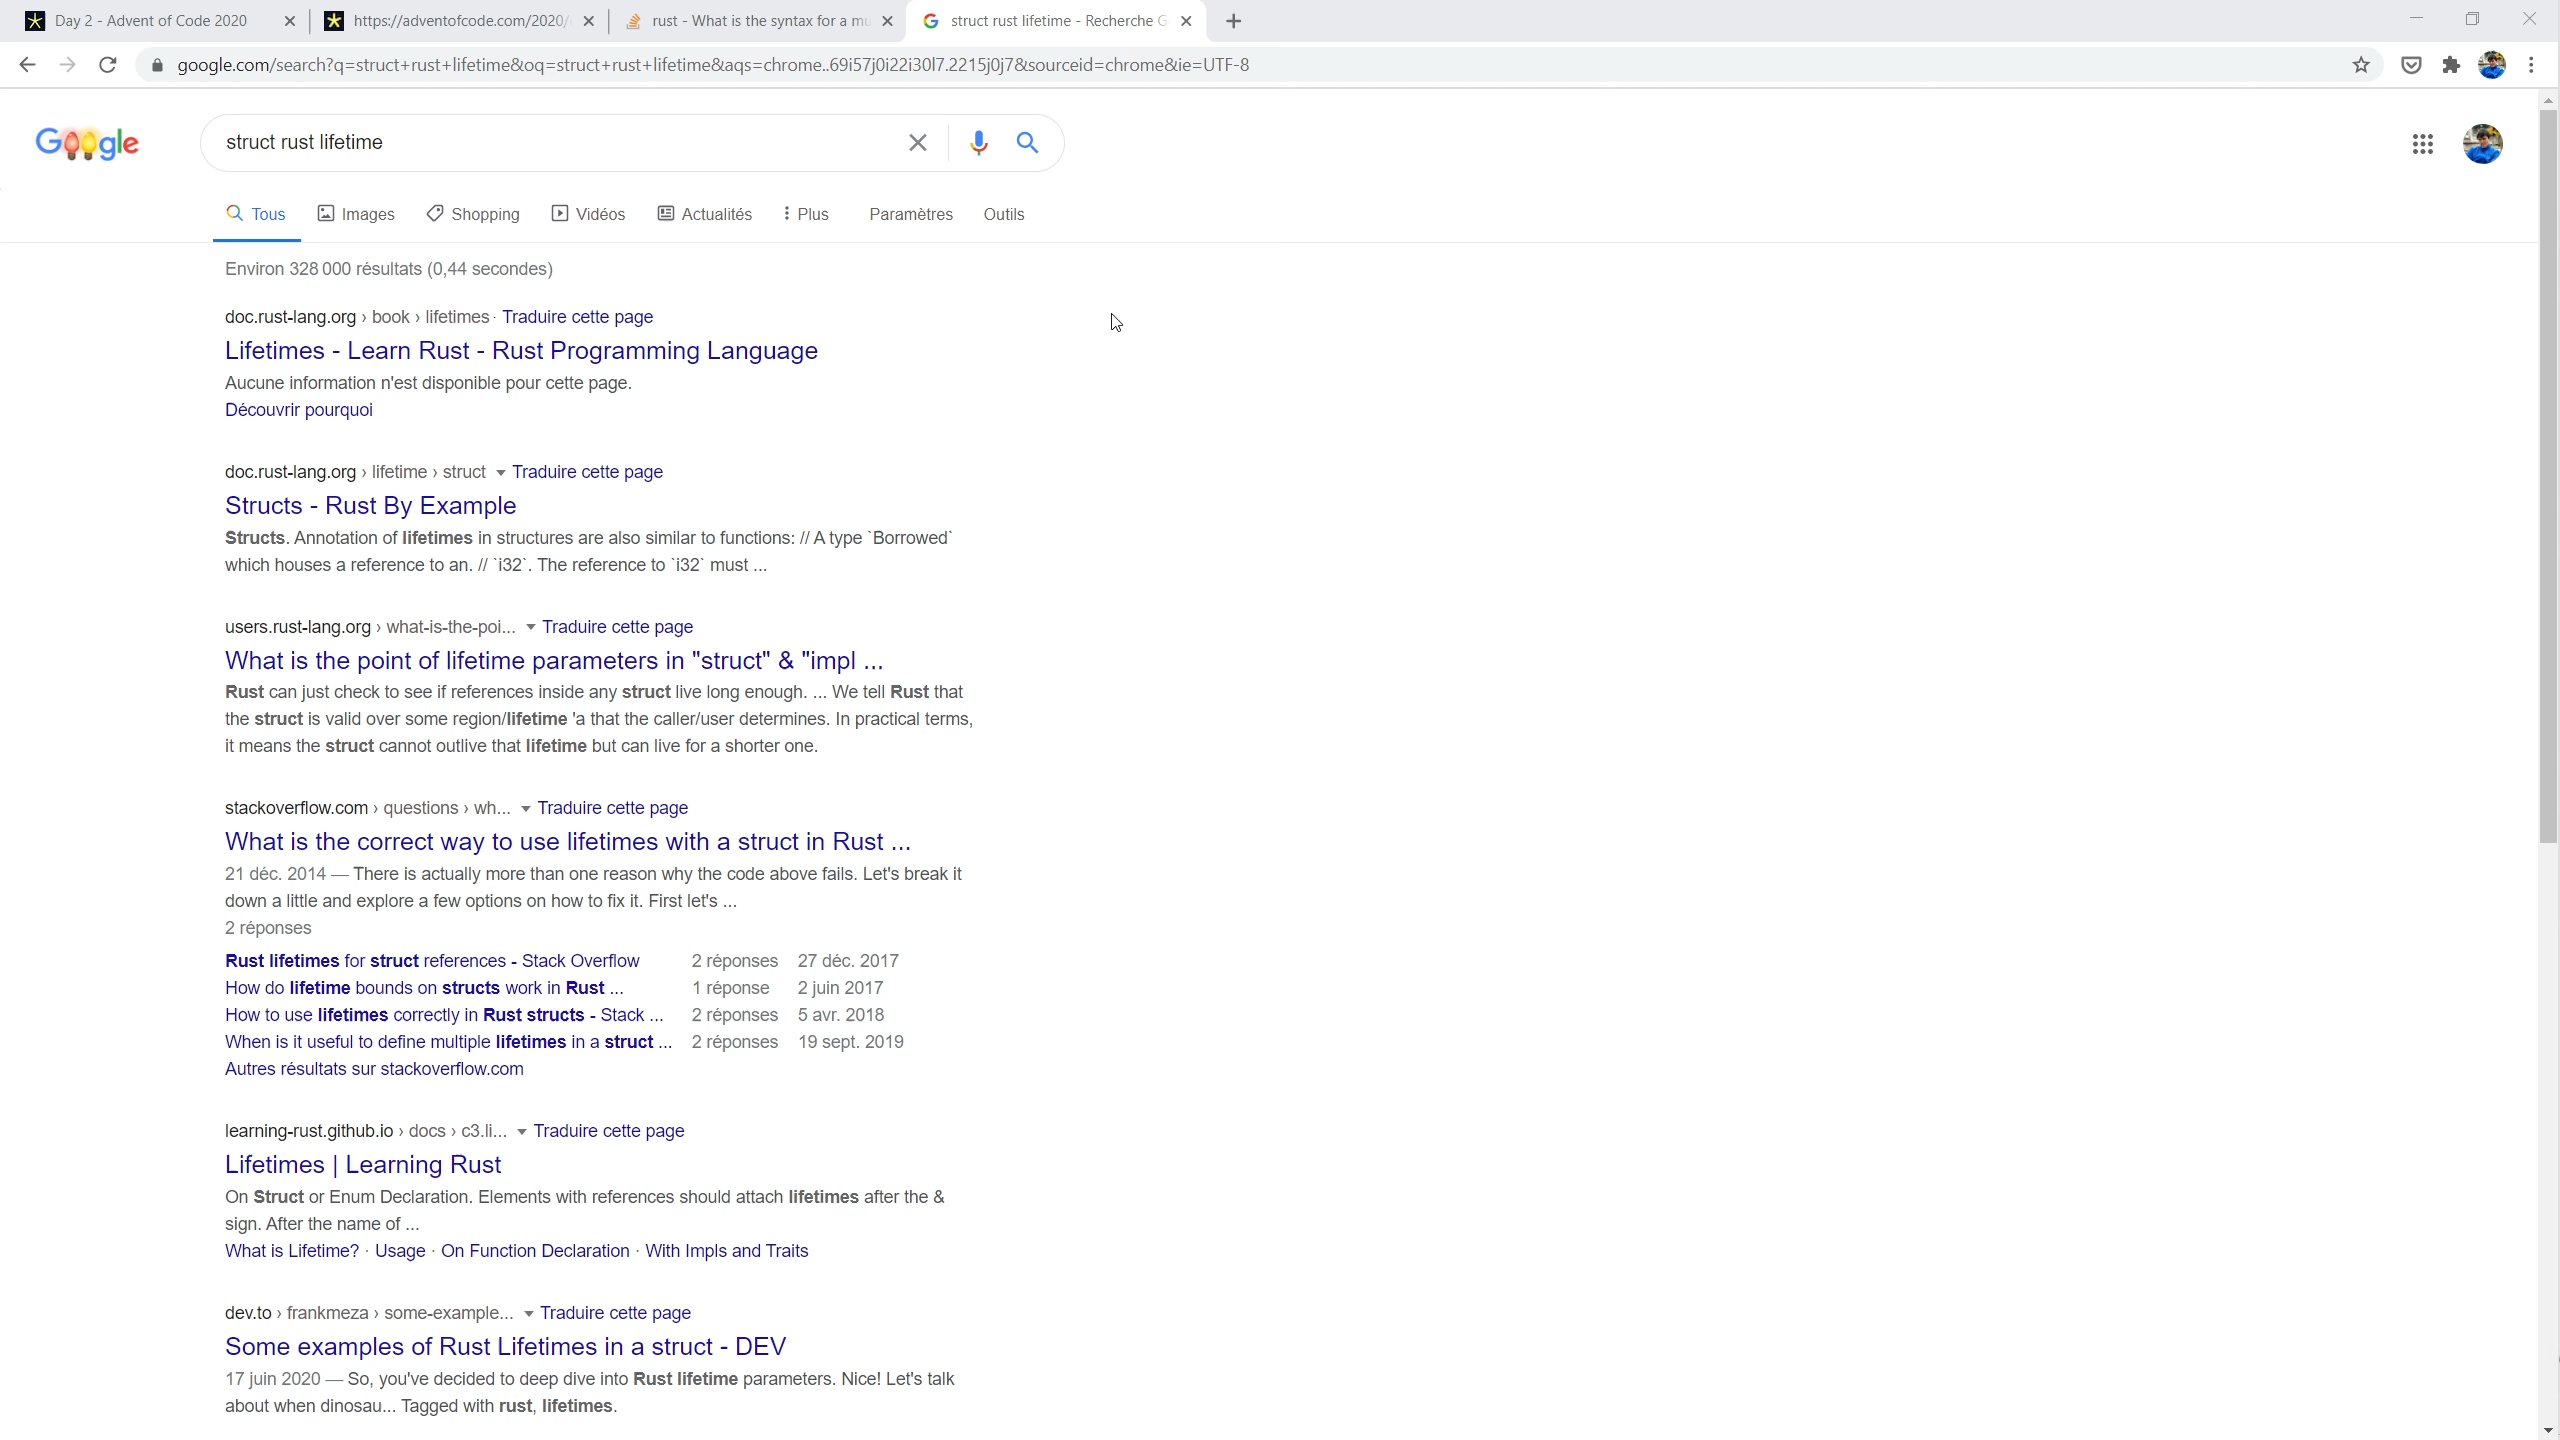 Day 2 - Advent of Code 2020
https://adventofcode.com/2020/
rust - What is the syntax for a mu
struct rust lifetime - Recherche G
google.com/search?q=struct+rust+lifetime&oq=struct+rust+lifetime&aqs=chrome..69i57j0i22i30l7.2215j0j7&sourceid=chrome&ie=UTF-8
Google
struct rust lifetime
Tous Images Shopping Vidéos Actualités Plus Paramètres Outils
Environ 328 000 résultats (0,44 secondes)
doc.rust-lang.org › book › lifetimes · Traduire cette page
Lifetimes - Learn Rust - Rust Programming Language
Aucune information n'est disponible pour cette page.
Découvrir pourquoi
doc.rust-lang.org › lifetime › struct Traduire cette page
Structs - Rust By Example
Structs. Annotation of lifetimes in structures are also similar to functions: // A type `Borrowed`
which houses a reference to an. // `i32`. The reference to `i32` must ...
users.rust-lang.org › what-is-the-poi... Traduire cette page
What is the point of lifetime parameters in "struct" & "impl ...
Rust can just check to see if references inside any struct live long enough. ... We tell Rust that
the struct is valid over some region/lifetime 'a that the caller/user determines. In practical terms,
it means the struct cannot outlive that lifetime but can live for a shorter one.
stackoverflow.com › questions › wh... Traduire cette page
What is the correct way to use lifetimes with a struct in Rust ...
21 déc. 2014 — There is actually more than one reason why the code above fails. Let's break it
down a little and explore a few options on how to fix it. First let's ...
2 réponses
Rust lifetimes for struct references - Stack Overflow 2 réponses 27 déc. 2017
How do lifetime bounds on structs work in Rust ... 1 réponse 2 juin 2017
How to use lifetimes correctly in Rust structs - Stack ... 2 réponses 5 avr. 2018
When is it useful to define multiple lifetimes in a struct ... 2 réponses 19 sept. 2019
Autres résultats sur stackoverflow.com
learning-rust.github.io › docs › c3.li... Traduire cette page
Lifetimes | Learning Rust
On Struct or Enum Declaration. Elements with references should attach lifetimes after the &
sign. After the name of ...
What is Lifetime? · Usage · On Function Declaration · With Impls and Traits
dev.to › frankmeza › some-example... Traduire cette page
Some examples of Rust Lifetimes in a struct - DEV
17 juin 2020 — So, you've decided to deep dive into Rust lifetime parameters. Nice! Let's talk
about when dinosau... Tagged with rust, lifetimes.